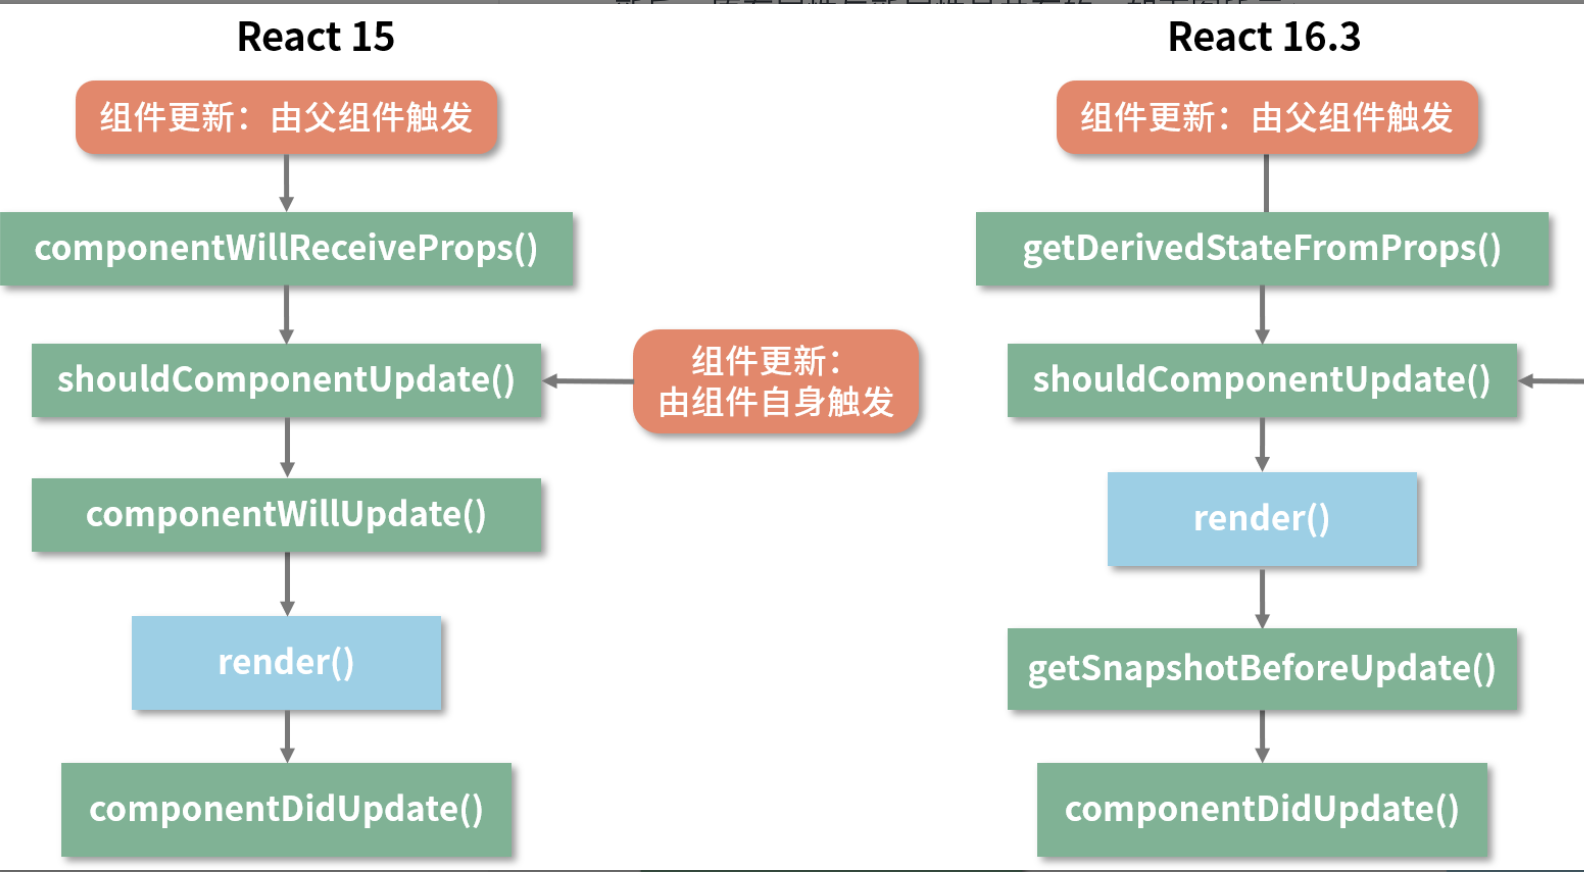 React 15
组件更新：由父组件触发
componentWillReceiveProps()
shouldComponentUpdate()
组件更新：
由组件自身触发
componentWillUpdate()
render()
componentDidUpdate()
React 16.3
组件更新：由父组件触发
getDerivedStateFromProps()
shouldComponentUpdate()
render()
getSnapshotBeforeUpdate()
componentDidUpdate()